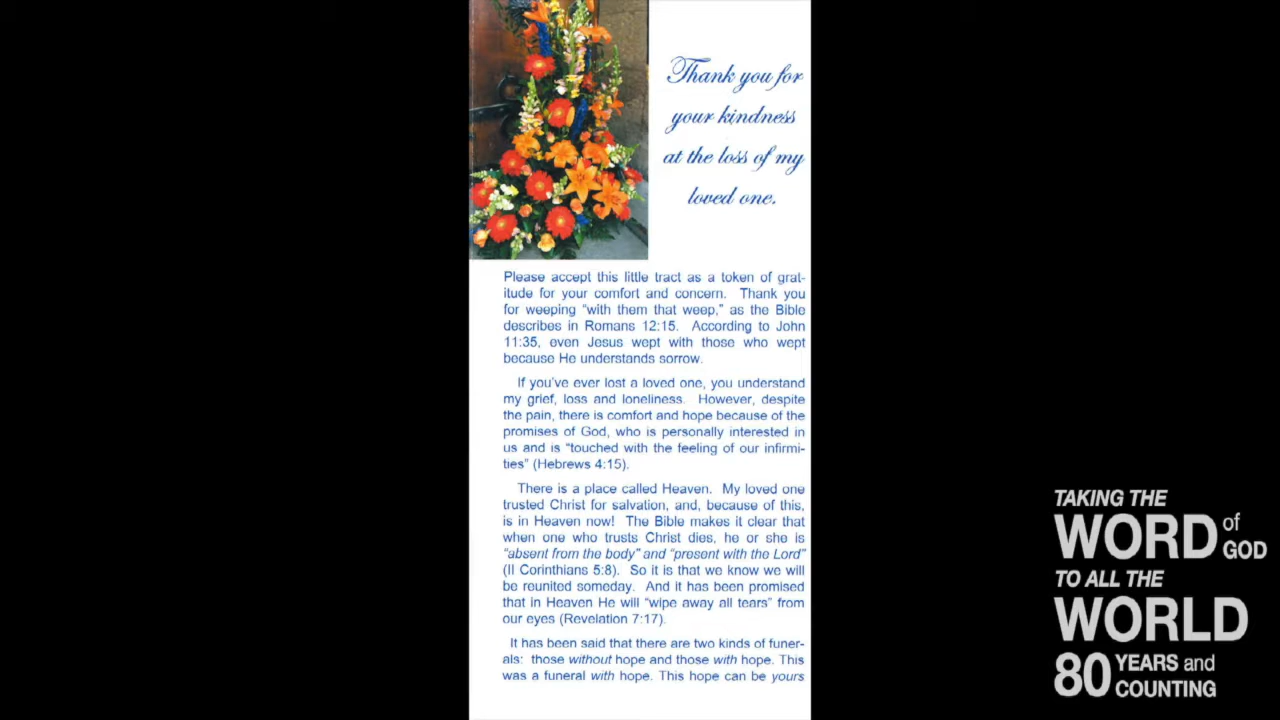 Thank you for
your kindness
at the loss of my
loved one.
Please accept this little tract as a token of grat-
itude for your comfort and concern. Thank you
for weeping “with them that weep,” as the Bible
describes in Romans 12:15. According to John
11:35, even Jesus wept with those who wept
because He understands sorrow.
If you’ve ever lost a loved one, you understand
my grief, loss and loneliness. However, despite
the pain, there is comfort and hope because of the
promises of God, who is personally interested in
us and is “touched with the feeling of our infirmi-
ties” (Hebrews 4:15).
There is a place called Heaven. My loved one
trusted Christ for salvation, and, because of this,
is in Heaven now! The Bible makes it clear that
when one who trusts Christ dies, he or she is
“absent from the body” and “present with the Lord”
(II Corinthians 5:8). So it is that we know we will
be reunited someday. And it has been promised
that in Heaven He will “wipe away all tears” from
our eyes (Revelation 7:17).
It has been said that there are two kinds of funer-
als: those without hope and those with hope. This
was a funeral with hope. This hope can be yours
TAKING THE
WORD of GOD
TO ALL THE
WORLD
80 YEARS and COUNTING